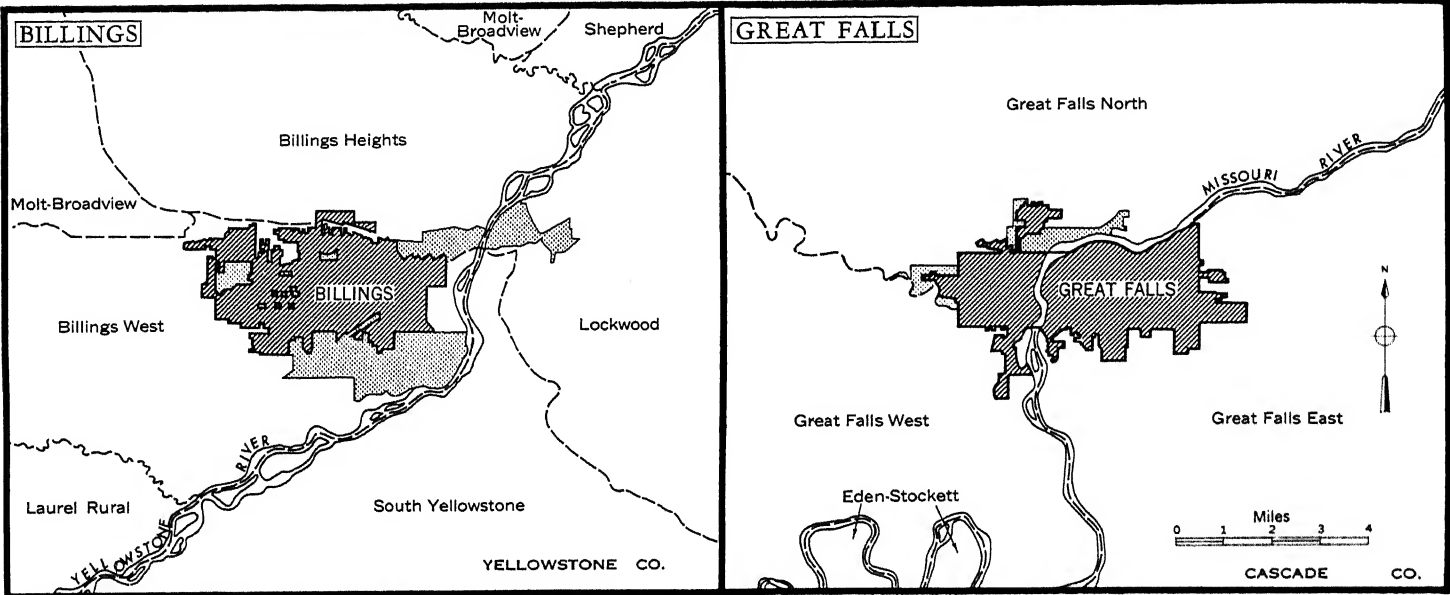 BILLINGS
Molt-
Broadview
Shepherd
Billings Heights
Molt-Broadview
BILLINGS
Billings West
Lockwood
RIVER
Laurel Rural
South Yellowstone
YELLOWSTONE
YELLOWSTONE CO.
GREAT FALLS
Great Falls North
MISSOURI RIVER
GREAT FALLS
N
Great Falls West
Great Falls East
Eden-Stockett
Miles
0 1 2 3 4
CASCADE CO.